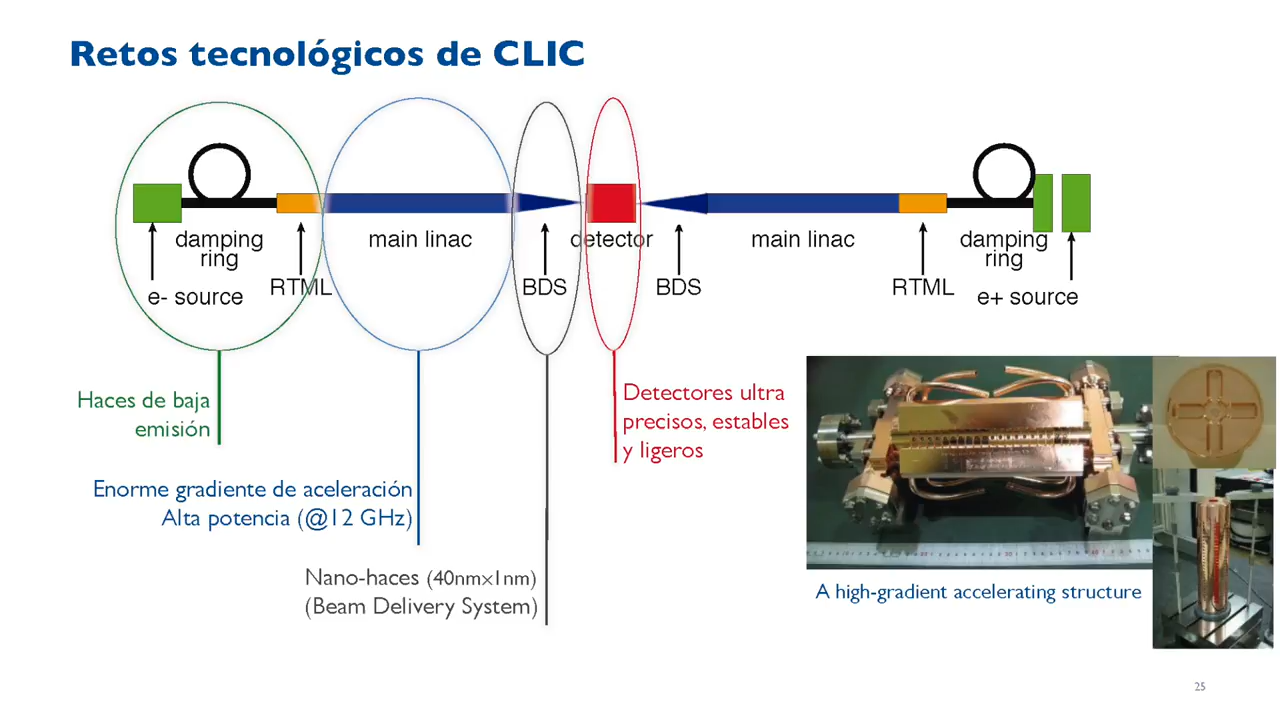 Retos tecnológicos de CLIC
damping
ring
main linac
detector
main linac
damping
ring
e- source
RTML
BDS
BDS
RTML
e+ source
Haces de baja
emisión
Detectores ultra
precisos, estables
y ligeros
Enorme gradiente de aceleración
Alta potencia (@12 GHz)
Nano-haces (40nm×1nm)
(Beam Delivery System)
A high-gradient accelerating structure
25